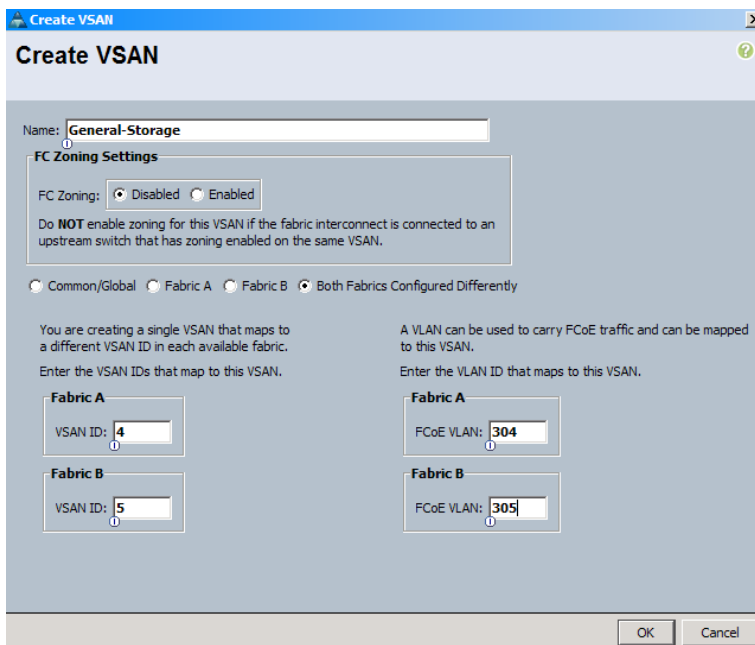 Create VSAN
Create VSAN
Name: General-Storage
FC Zoning Settings
FC Zoning: Disabled Enabled
Do NOT enable zoning for this VSAN if the fabric interconnect is connected to an
upstream switch that has zoning enabled on the same VSAN.
Common/Global Fabric A Fabric B Both Fabrics Configured Differently
You are creating a single VSAN that maps to
a different VSAN ID in each available fabric.
Enter the VSAN IDs that map to this VSAN.
Fabric A
VSAN ID: 4
Fabric B
VSAN ID: 5
A VLAN can be used to carry FCoE traffic and can be mapped
to this VSAN.
Enter the VLAN ID that maps to this VSAN.
Fabric A
FCoE VLAN: 304
Fabric B
FCoE VLAN: 305
OK Cancel